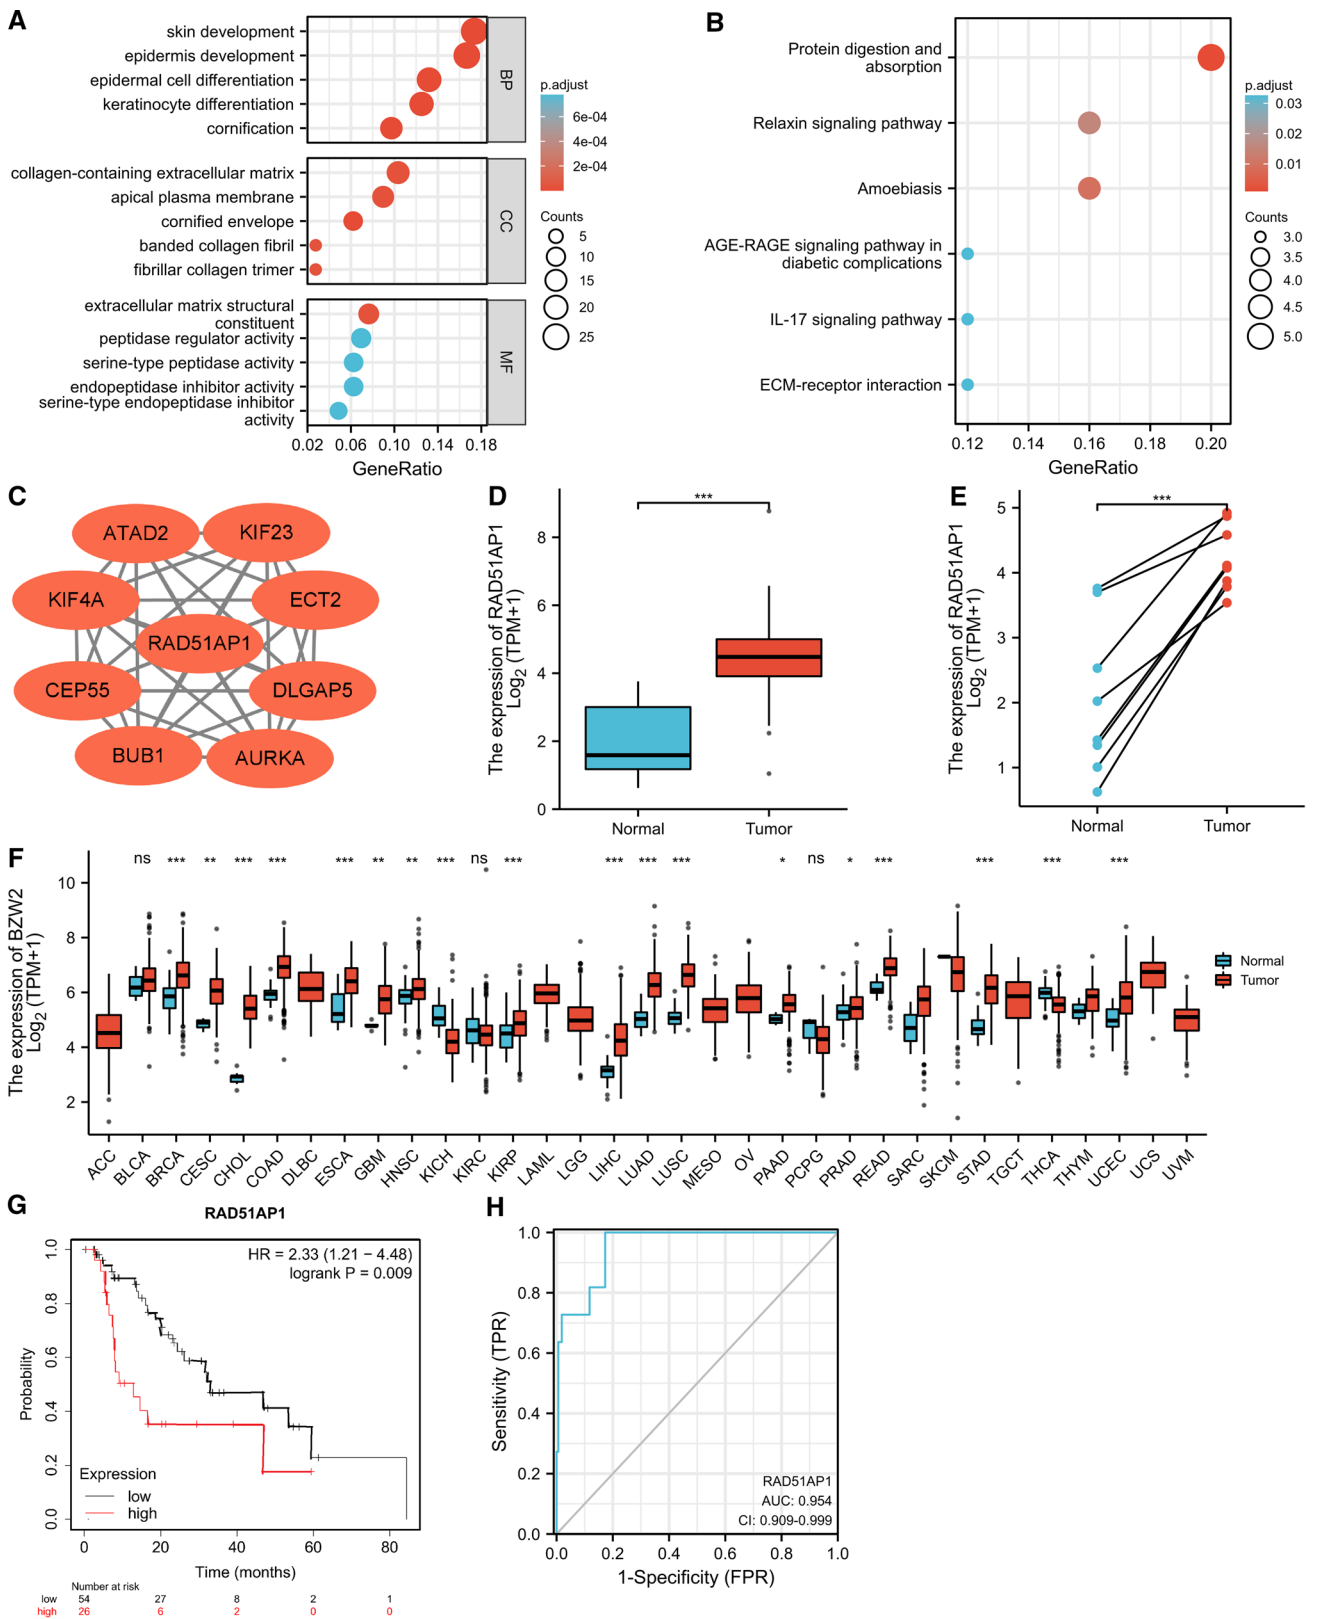 A
skin development
epidermis development
epidermal cell differentiation
keratinocyte differentiation
cornification
BP
collagen-containing extracellular matrix
apical plasma membrane
cornified envelope
banded collagen fibril
fibrillar collagen trimer
CC
extracellular matrix structural
constituent
peptidase regulator activity
serine-type peptidase activity
endopeptidase inhibitor activity
serine-type endopeptidase inhibitor
activity
MF
0.02 0.06 0.10 0.14 0.18
GeneRatio
p.adjust
6e-04
4e-04
2e-04
Counts
5
10
15
20
25
B
Protein digestion and
absorption
Relaxin signaling pathway
Amoebiasis
AGE-RAGE signaling pathway in
diabetic complications
IL-17 signaling pathway
ECM-receptor interaction
0.12 0.14 0.16 0.18 0.20
GeneRatio
p.adjust
0.03
0.02
0.01
Counts
3.0
3.5
4.0
4.5
5.0
C
ATAD2
KIF23
KIF4A
ECT2
RAD51AP1
CEP55
DLGAP5
BUB1
AURKA
D
The expression of RAD51AP1
Log2 (TPM+1)
***
8
6
4
2
0
Normal Tumor
E
The expression of RAD51AP1
Log2 (TPM+1)
***
5
4
3
2
1
Normal Tumor
F
The expression of BZW2
Log2 (TPM+1)
ns *** ** *** *** *** ** ** *** ns *** *** *** *** * ns * *** *** *** ***
10
8
6
4
2
ACC BLCA BRCA CESC CHOL COAD DLBC ESCA GBM HNSC KICH KIRC KIRP LAML LGG LIHC LUAD LUSC MESO OV PAAD PCPG PRAD READ SARC SKCM STAD TGCT THCA THYM UCEC UCS UVM
Normal
Tumor
G
RAD51AP1
HR = 2.33 (1.21 − 4.48)
logrank P = 0.009
Probability
1.0
0.8
0.6
0.4
0.2
0.0
Expression
low
high
0 20 40 60 80
Time (months)
Number at risk
low 54 27 8 2 1
high 26 6 2 0 0
H
Sensitivity (TPR)
1.0
0.8
0.6
0.4
0.2
0.0
RAD51AP1
AUC: 0.954
CI: 0.909-0.999
0.0 0.2 0.4 0.6 0.8 1.0
1-Specificity (FPR)